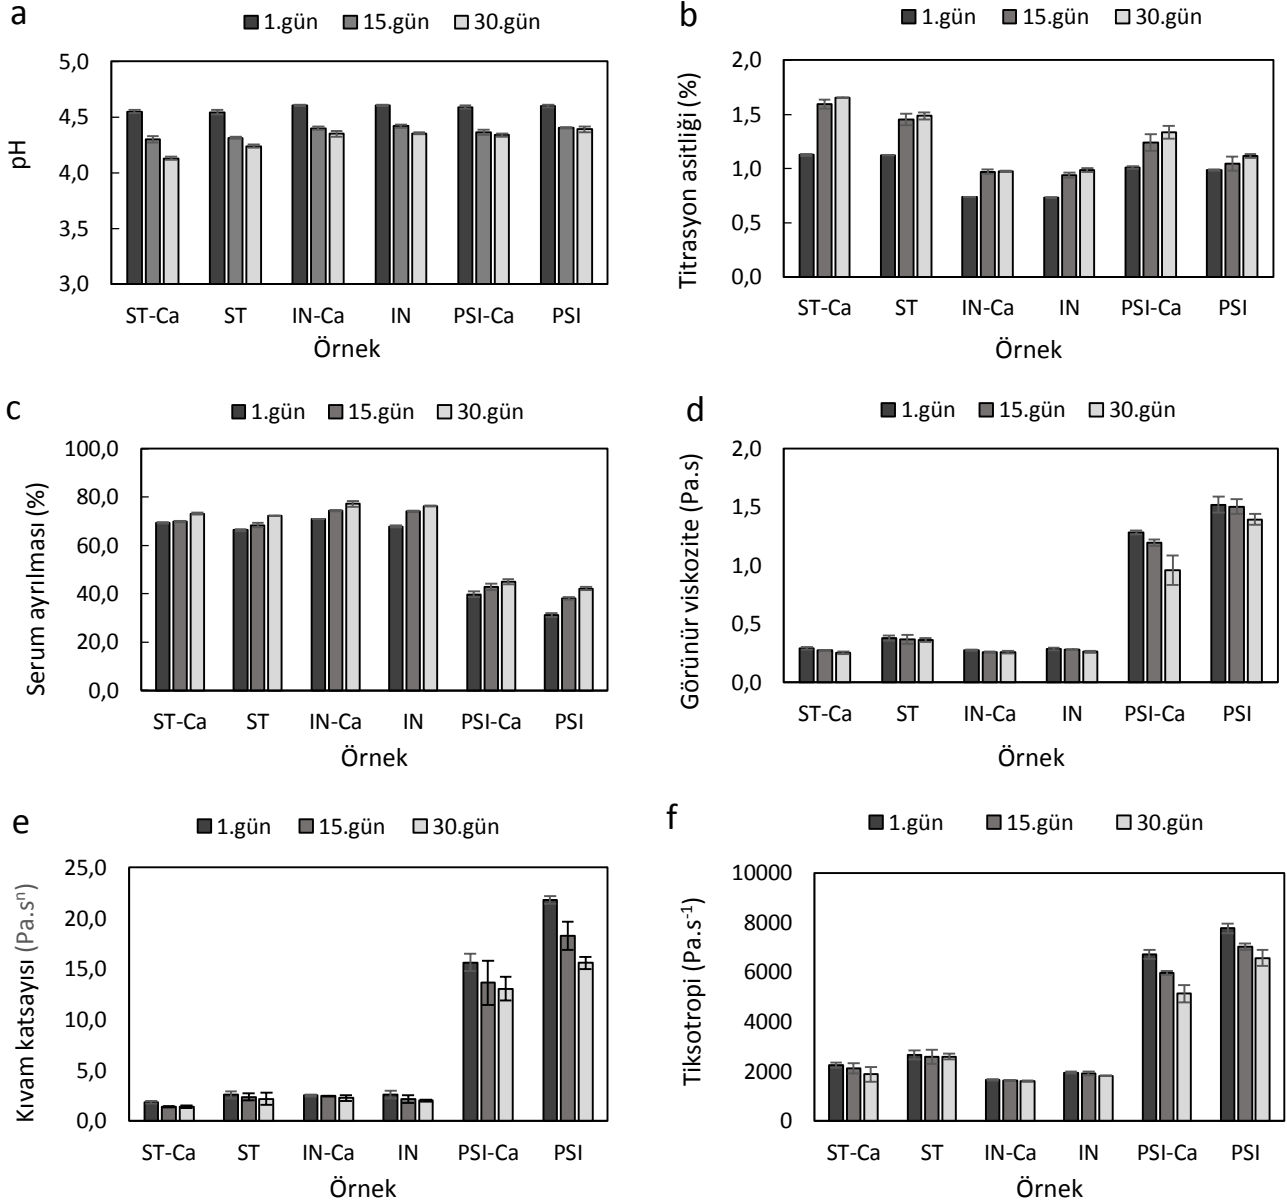 a
1.gün 15.gün 30.gün
5,0
4,5
4,0
3,5
3,0
pH
ST-Ca ST IN-Ca IN PSI-Ca PSI
Örnek
b
1.gün 15.gün 30.gün
2,0
1,5
1,0
0,5
0,0
Titrasyon asitliği (%)
ST-Ca ST IN-Ca IN PSI-Ca PSI
Örnek
c
1.gün 15.gün 30.gün
100,0
80,0
60,0
40,0
20,0
0,0
Serum ayrılması (%)
ST-Ca ST IN-Ca IN PSI-Ca PSI
Örnek
d
1.gün 15.gün 30.gün
2,0
1,5
1,0
0,5
0,0
Görünür viskozite (Pa.s)
ST-Ca ST IN-Ca IN PSI-Ca PSI
Örnek
e
1.gün 15.gün 30.gün
25,0
20,0
15,0
10,0
5,0
0,0
Kıvam katsayısı (Pa.sⁿ)
ST-Ca ST IN-Ca IN PSI-Ca PSI
Örnek
f
1.gün 15.gün 30.gün
10000
8000
6000
4000
2000
0
Tiksotropi (Pa.s⁻¹)
ST-Ca ST IN-Ca IN PSI-Ca PSI
Örnek